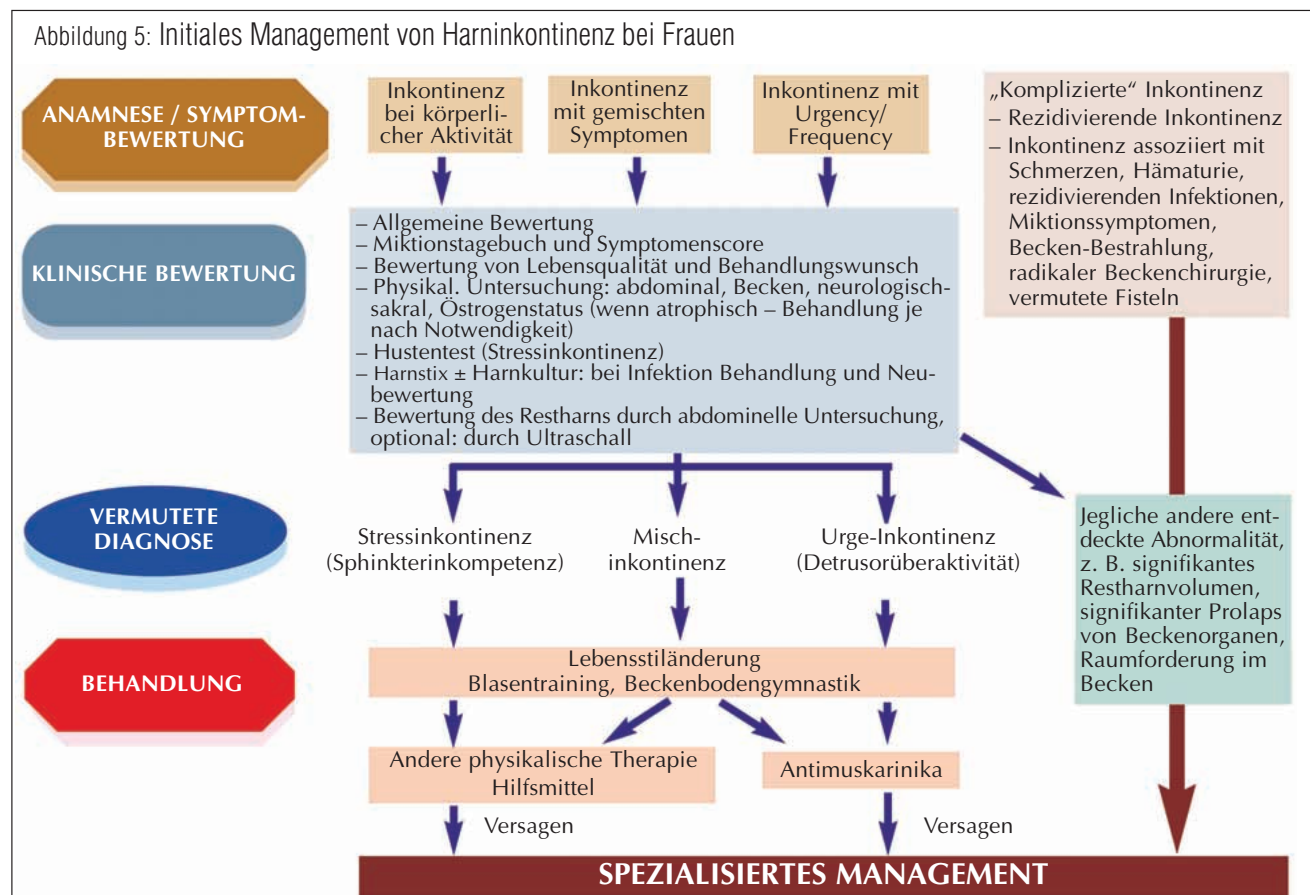 Abbildung 5: Initiales Management von Harninkontinenz bei Frauen
ANAMNESE / SYMPTOM-
BEWERTUNG
Inkontinenz
bei körperli-
cher Aktivität
Inkontinenz
mit gemischten
Symptomen
Inkontinenz mit
Urgency/
Frequency
„Komplizierte“ Inkontinenz
– Rezidivierende Inkontinenz
– Inkontinenz assoziiert mit
Schmerzen, Hämaturie,
rezidivierenden Infektionen,
Miktionssymptomen,
Becken-Bestrahlung,
radikaler Beckenchirurgie,
vermutete Fisteln
KLINISCHE BEWERTUNG
– Allgemeine Bewertung
– Miktionstagebuch und Symptomenscore
– Bewertung von Lebensqualität und Behandlungswunsch
– Physikal. Untersuchung: abdominal, Becken, neurologisch-
sakral, Östrogenstatus (wenn atrophisch – Behandlung je
nach Notwendigkeit)
– Hustentest (Stressinkontinenz)
– Harnstix ± Harnkultur: bei Infektion Behandlung und Neu-
bewertung
– Bewertung des Restharns durch abdominelle Untersuchung,
optional: durch Ultraschall
VERMUTETE
DIAGNOSE
Stressinkontinenz
(Sphinkterinkompetenz)
Misch-
inkontinenz
Urge-Inkontinenz
(Detrusorüberaktivität)
Jegliche andere ent-
deckte Abnormalität,
z. B. signifikantes
Restharnvolumen,
signifikanter Prolaps
von Beckenorganen,
Raumforderung im
Becken
BEHANDLUNG
Lebensstiländerung
Blasentraining, Beckenbodengymnastik
Andere physikalische Therapie
Hilfsmittel
Antimuskarinika
Versagen
Versagen
SPEZIALISIERTES MANAGEMENT